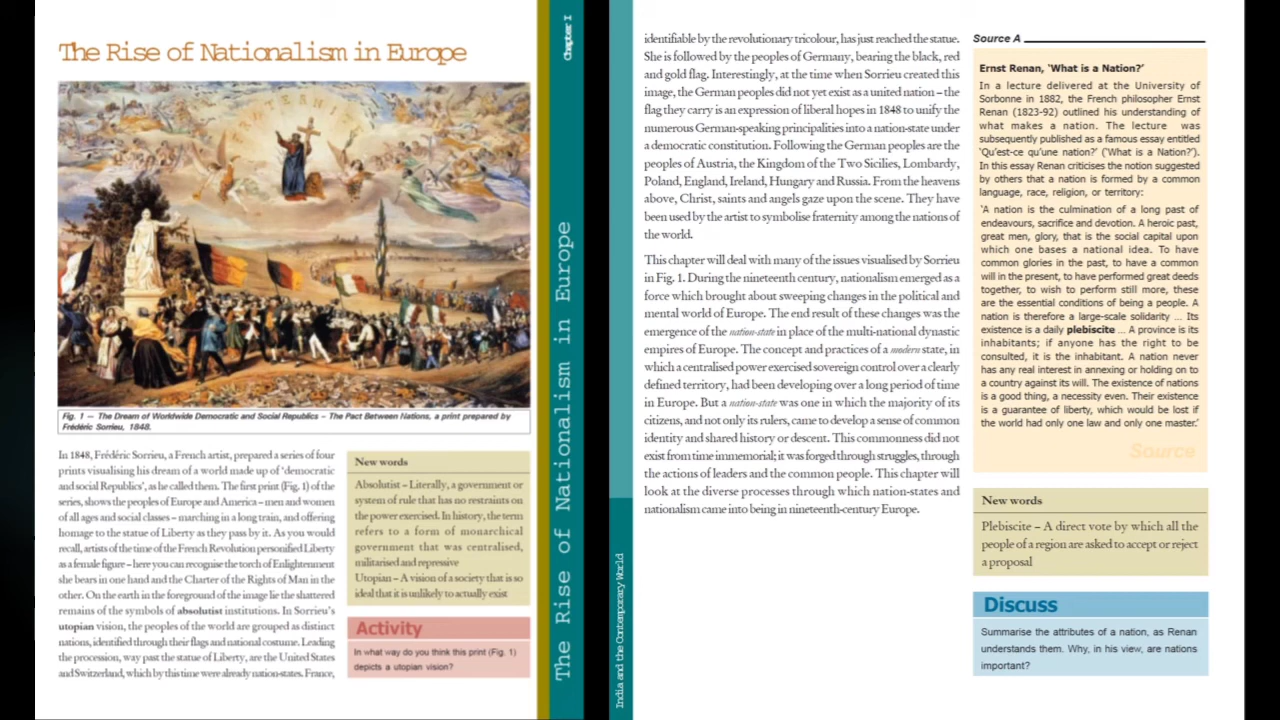 The Rise of Nationalism in Europe
FRATERNITÉ
Fig. 1 — The Dream of Worldwide Democratic and Social Republics – The Pact Between Nations, a print prepared by
Frédéric Sorrieu, 1848.
In 1848, Frédéric Sorrieu, a French artist, prepared a series of four
prints visualising his dream of a world made up of ‘democratic
and social Republics’, as he called them. The first print (Fig. 1) of the
series, shows the peoples of Europe and America – men and women
of all ages and social classes – marching in a long train, and offering
homage to the statue of Liberty as they pass by it. As you would
recall, artists of the time of the French Revolution personified Liberty
as a female figure – here you can recognise the torch of Enlightenment
she bears in one hand and the Charter of the Rights of Man in the
other. On the earth in the foreground of the image lie the shattered
remains of the symbols of absolutist institutions. In Sorrieu’s
utopian vision, the peoples of the world are grouped as distinct
nations, identified through their flags and national costume. Leading
the procession, way past the statue of Liberty, are the United States
and Switzerland, which by this time were already nation-states. France,
New words
Absolutist – Literally, a government or
system of rule that has no restraints on
the power exercised. In history, the term
refers to a form of monarchical
government that was centralised,
militarised and repressive
Utopian – A vision of a society that is so
ideal that it is unlikely to actually exist
Activity
In what way do you think this print (Fig. 1)
depicts a utopian vision?
Chapter I
The Rise of Nationalism in Europe
India and the Contemporary World
identifiable by the revolutionary tricolour, has just reached the statue.
She is followed by the peoples of Germany, bearing the black, red
and gold flag. Interestingly, at the time when Sorrieu created this
image, the German peoples did not yet exist as a united nation – the
flag they carry is an expression of liberal hopes in 1848 to unify the
numerous German-speaking principalities into a nation-state under
a democratic constitution. Following the German peoples are the
peoples of Austria, the Kingdom of the Two Sicilies, Lombardy,
Poland, England, Ireland, Hungary and Russia. From the heavens
above, Christ, saints and angels gaze upon the scene. They have
been used by the artist to symbolise fraternity among the nations of
the world.
This chapter will deal with many of the issues visualised by Sorrieu
in Fig. 1. During the nineteenth century, nationalism emerged as a
force which brought about sweeping changes in the political and
mental world of Europe. The end result of these changes was the
emergence of the nation-state in place of the multi-national dynastic
empires of Europe. The concept and practices of a modern state, in
which a centralised power exercised sovereign control over a clearly
defined territory, had been developing over a long period of time
in Europe. But a nation-state was one in which the majority of its
citizens, and not only its rulers, came to develop a sense of common
identity and shared history or descent. This commonness did not
exist from time immemorial; it was forged through struggles, through
the actions of leaders and the common people. This chapter will
look at the diverse processes through which nation-states and
nationalism came into being in nineteenth-century Europe.
Source A
Ernst Renan, ‘What is a Nation?’
In a lecture delivered at the University of
Sorbonne in 1882, the French philosopher Ernst
Renan (1823-92) outlined his understanding of
what makes a nation. The lecture was
subsequently published as a famous essay entitled
‘Qu’est-ce qu’une nation?’ (‘What is a Nation?’).
In this essay Renan criticises the notion suggested
by others that a nation is formed by a common
language, race, religion, or territory:
‘A nation is the culmination of a long past of
endeavours, sacrifice and devotion. A heroic past,
great men, glory, that is the social capital upon
which one bases a national idea. To have
common glories in the past, to have a common
will in the present, to have performed great deeds
together, to wish to perform still more, these
are the essential conditions of being a people. A
nation is therefore a large-scale solidarity ... Its
existence is a daily plebiscite ... A province is its
inhabitants; if anyone has the right to be
consulted, it is the inhabitant. A nation never
has any real interest in annexing or holding on to
a country against its will. The existence of nations
is a good thing, a necessity even. Their existence
is a guarantee of liberty, which would be lost if
the world had only one law and only one master.’
Source
New words
Plebiscite – A direct vote by which all the
people of a region are asked to accept or reject
a proposal
Discuss
Summarise the attributes of a nation, as Renan
understands them. Why, in his view, are nations
important?